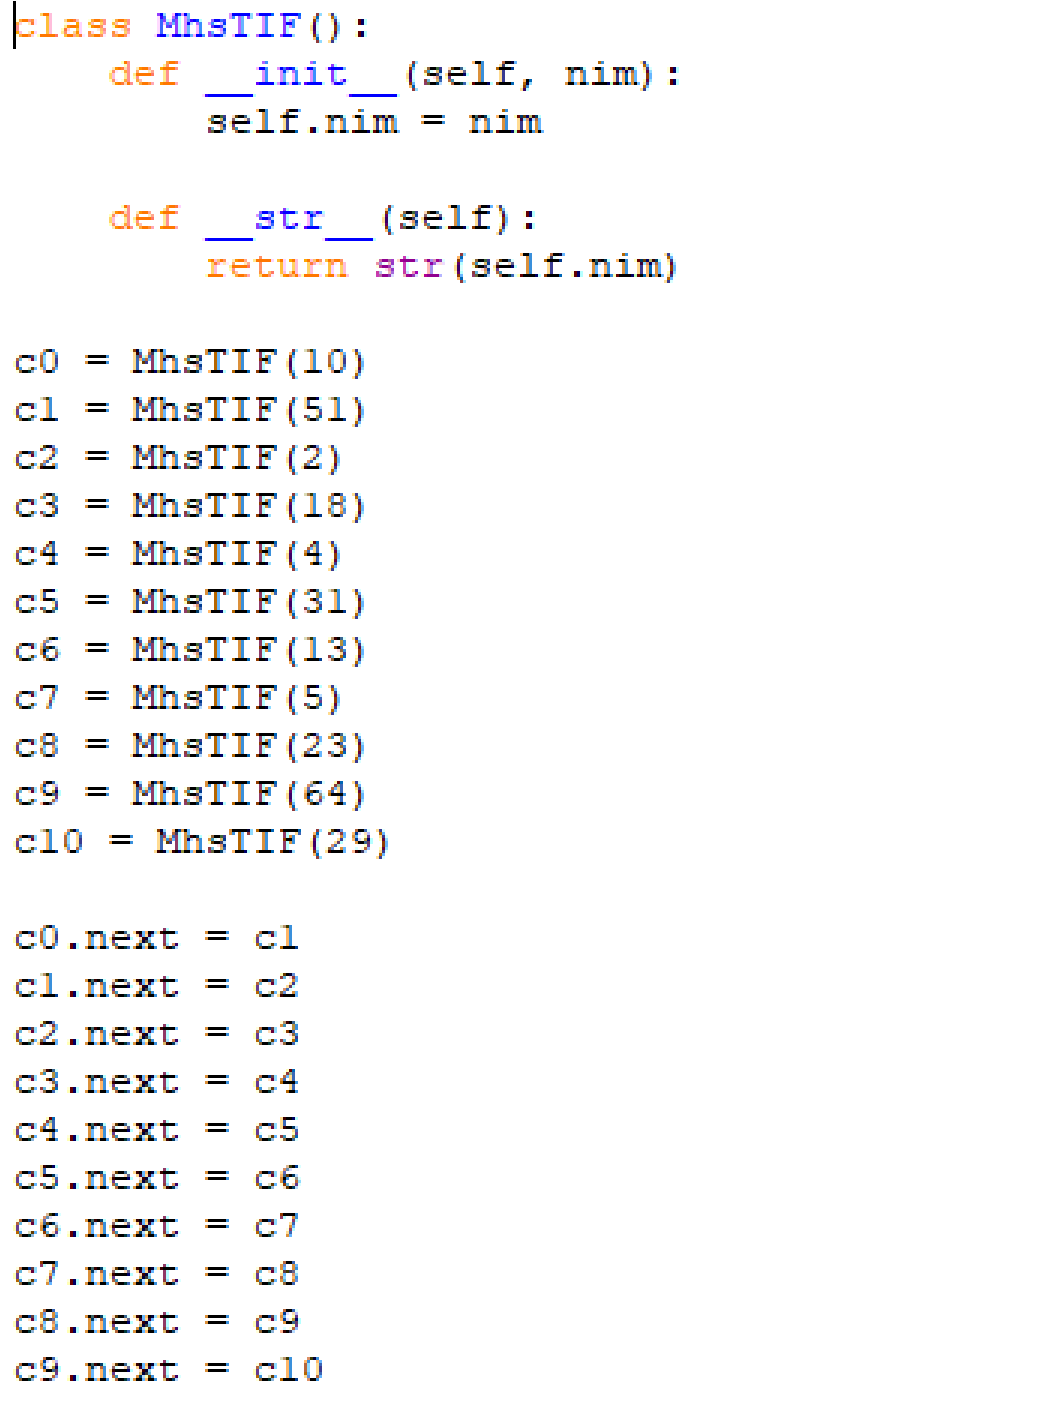 class MhsTIF():
    def __init__(self, nim):
        self.nim = nim

    def __str__(self):
        return str(self.nim)

c0 = MhsTIF(10)
c1 = MhsTIF(51)
c2 = MhsTIF(2)
c3 = MhsTIF(18)
c4 = MhsTIF(4)
c5 = MhsTIF(31)
c6 = MhsTIF(13)
c7 = MhsTIF(5)
c8 = MhsTIF(23)
c9 = MhsTIF(64)
c10 = MhsTIF(29)

c0.next = c1
c1.next = c2
c2.next = c3
c3.next = c4
c4.next = c5
c5.next = c6
c6.next = c7
c7.next = c8
c8.next = c9
c9.next = c10